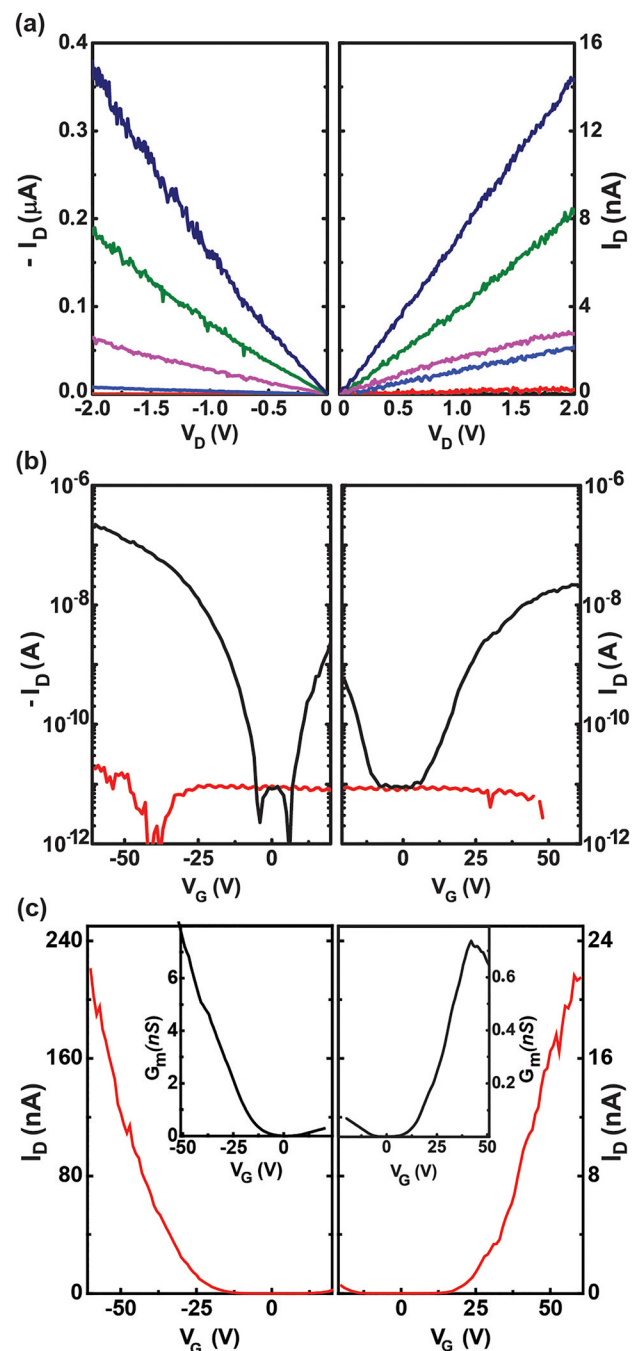 (a)
0.4 16
0.3 12
0.2 8
0.1 4
0.0 0
- I_D (μA) I_D (nA)
-2.0 -1.5 -1.0 -0.5 0 0.0 0.5 1.0 1.5 2.0
V_D (V) V_D (V)
(b)
10^-6 10^-6
10^-8 10^-8
10^-10 10^-10
10^-12 10^-12
-I_D (A) I_D (A)
-50 -25 0 0 25 50
V_G (V) V_G (V)
(c)
240 24
160 16
80 8
0 0
I_D (nA) I_D (nA)
6 0.6
4 0.4
2 0.2
0
G_m(nS) G_m(nS)
-50 -25 0 0 25 50
V_G (V) V_G (V)
-50 -25 0 0 25 50
V_G (V) V_G (V)